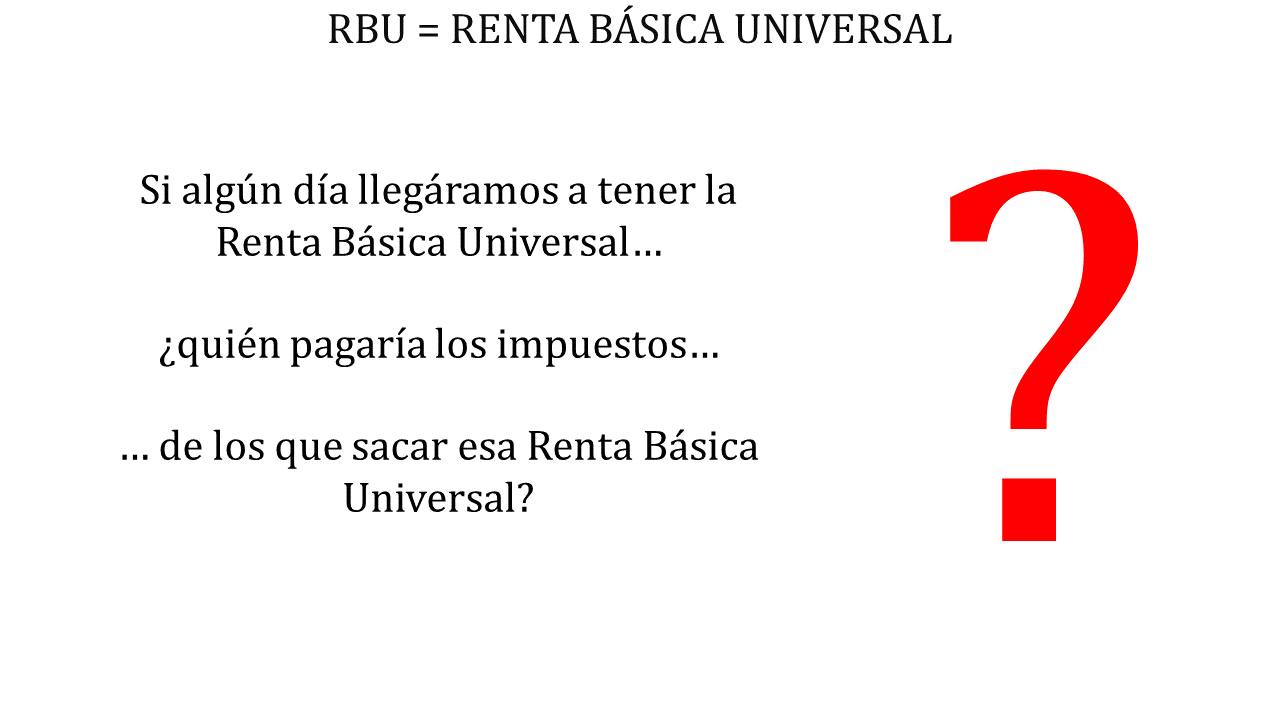 RBU = RENTA BÁSICA UNIVERSAL
Si algún día llegáramos a tener la
Renta Básica Universal…
¿quién pagaría los impuestos…
… de los que sacar esa Renta Básica
Universal?
?